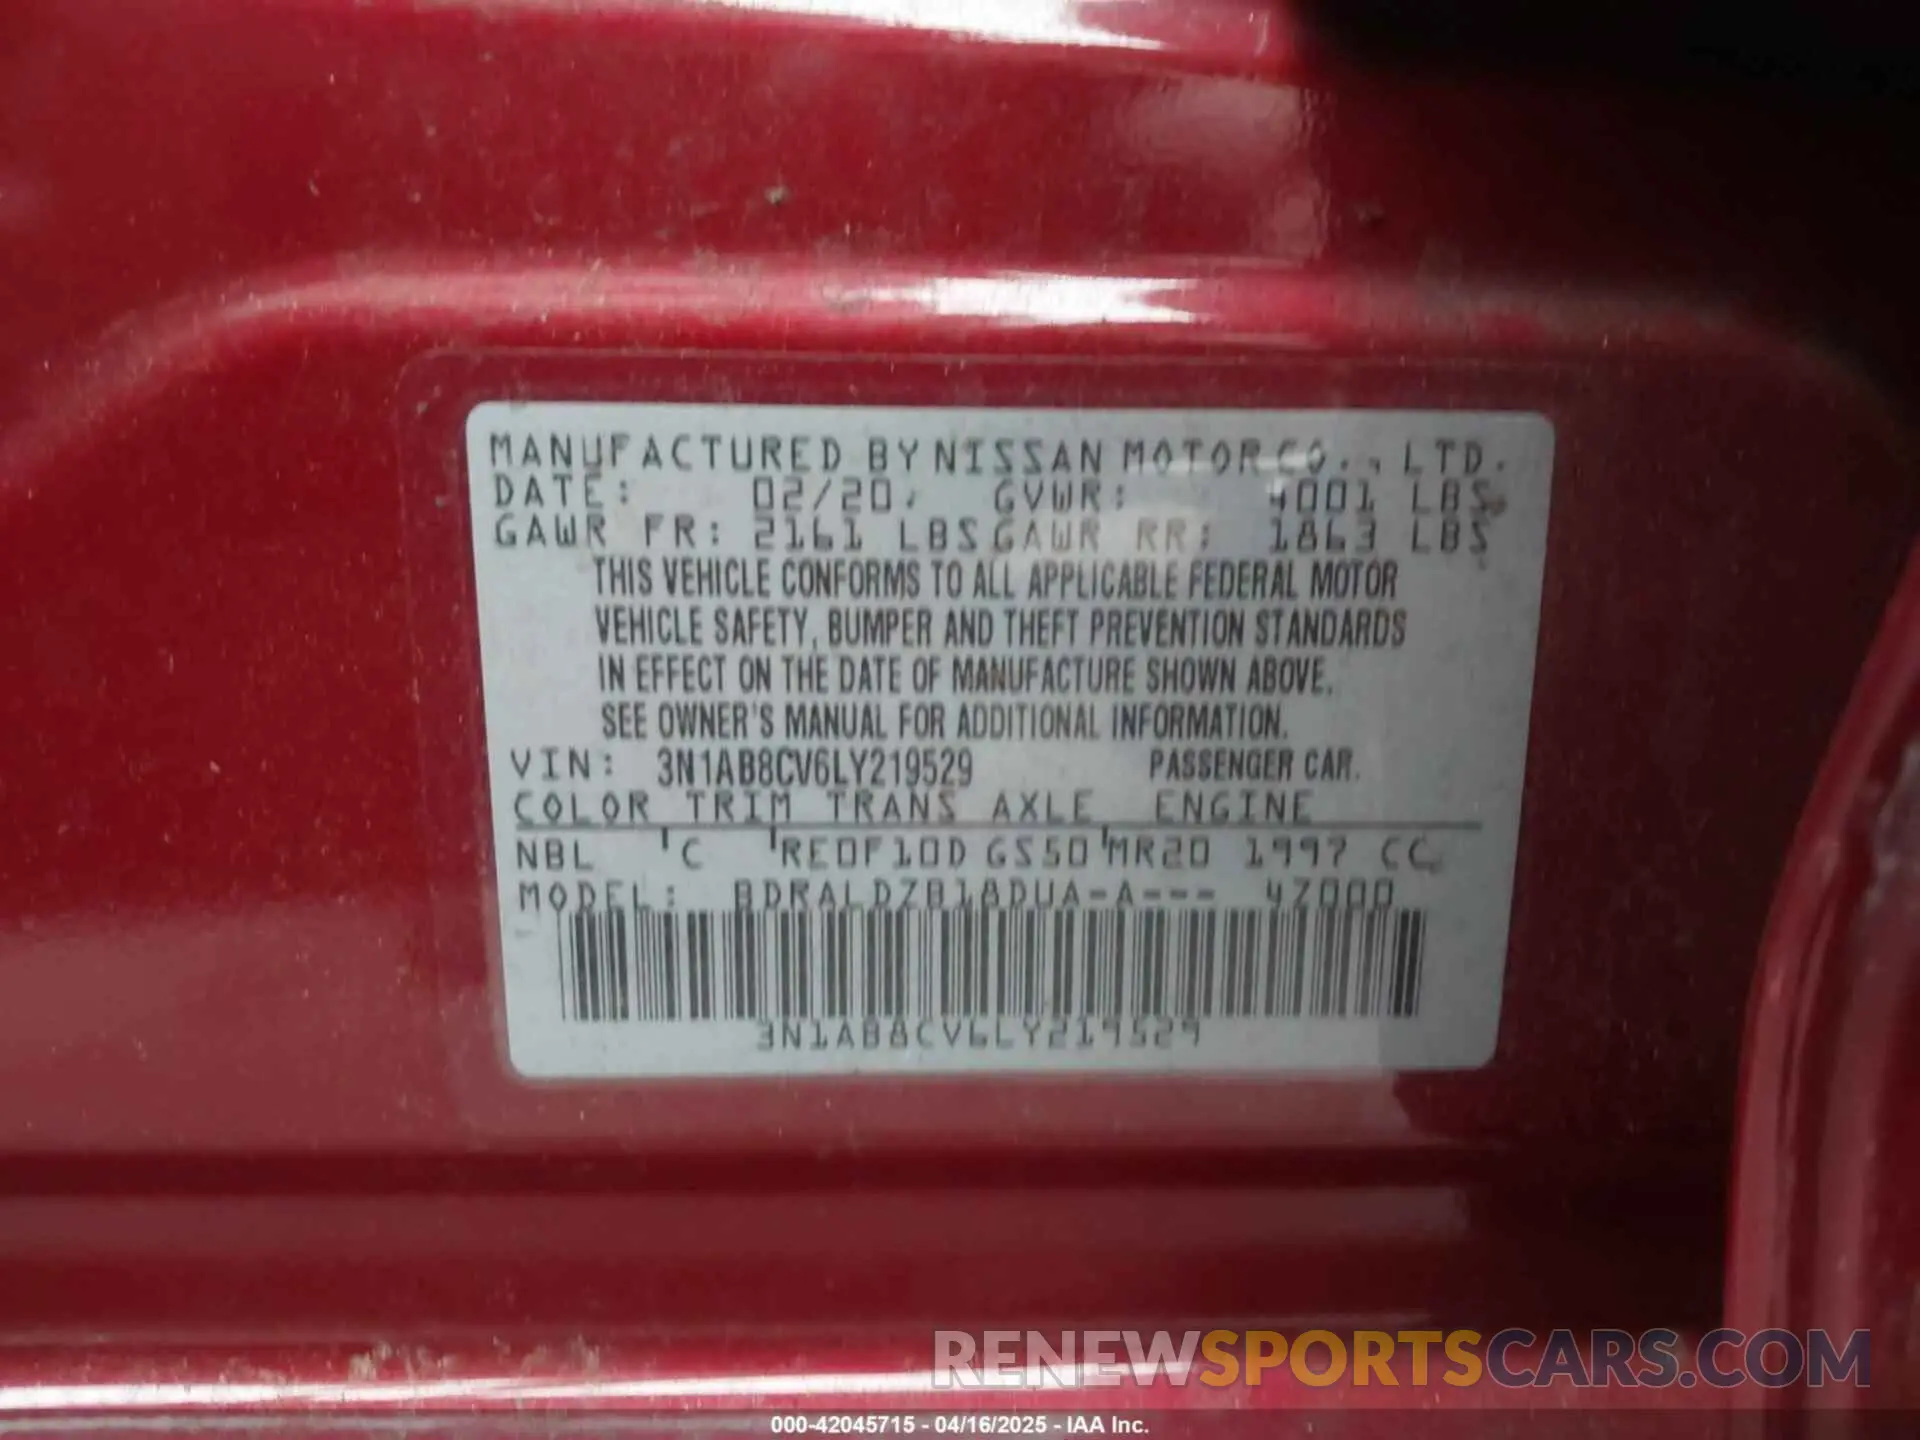 MANUFACTURED BY NISSAN MOTOR CO., LTD.
DATE: 02/20 GVWR: 4001 LBS
GAWR FR: 2161 LBS GAWR RR: 1863 LBS
THIS VEHICLE CONFORMS TO ALL APPLICABLE FEDERAL MOTOR
VEHICLE SAFETY, BUMPER AND THEFT PREVENTION STANDARDS
IN EFFECT ON THE DATE OF MANUFACTURE SHOWN ABOVE.
SEE OWNER'S MANUAL FOR ADDITIONAL INFORMATION.
VIN: 3N1AB8CV6LY219529 PASSENGER CAR.
COLOR TRIM TRANS AXLE ENGINE
NBL C RE0F10D GS50 MR20 1997 CC
MODEL: BDRALDZB18DUA-A--- 4Z000
3N1AB8CV6LY219529
RENEWSPORTSCARS.COM
000-42045715 - 04/16/2025 - IAA Inc.